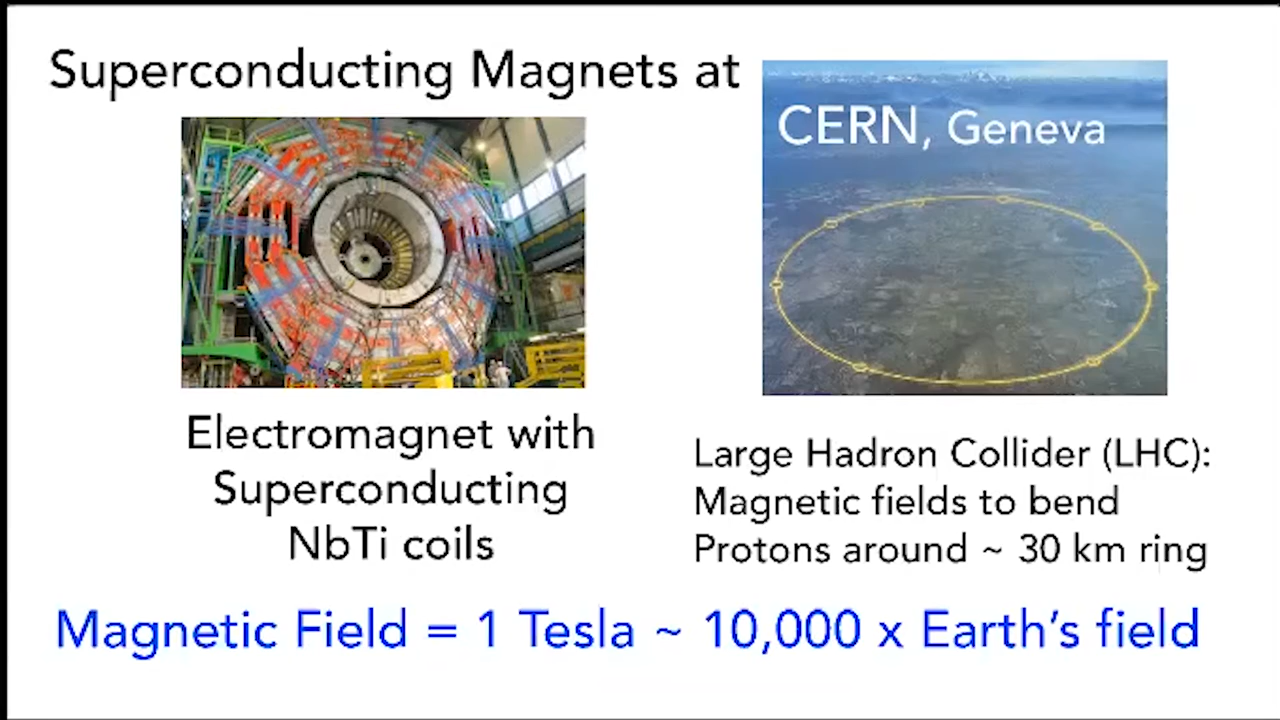 Superconducting Magnets at
CERN, Geneva
Electromagnet with
Superconducting
NbTi coils
Large Hadron Collider (LHC):
Magnetic fields to bend
Protons around ~ 30 km ring
Magnetic Field = 1 Tesla ~ 10,000 x Earth's field